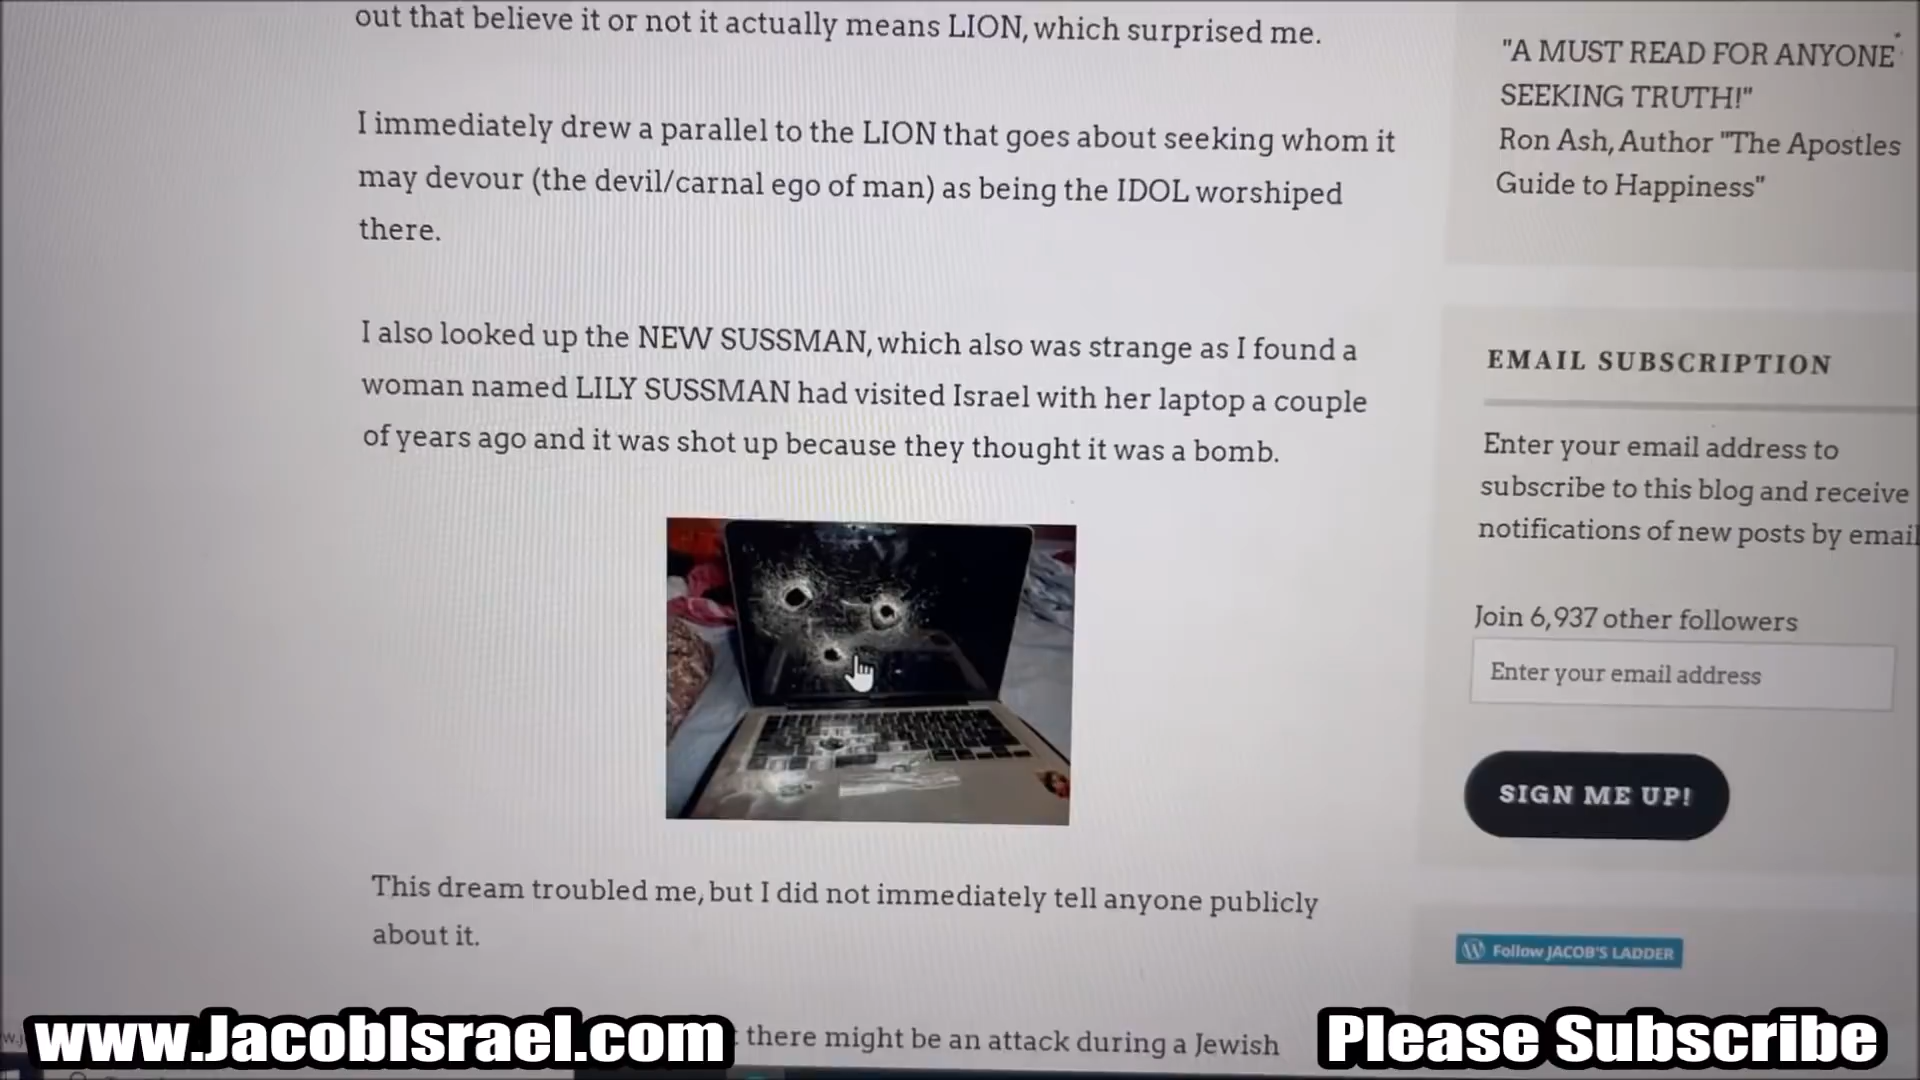 out that believe it or not it actually means LION, which surprised me.
I immediately drew a parallel to the LION that goes about seeking whom it
may devour (the devil/carnal ego of man) as being the IDOL worshiped
there.
I also looked up the NEW SUSSMAN, which also was strange as I found a
woman named LILY SUSSMAN had visited Israel with her laptop a couple
of years ago and it was shot up because they thought it was a bomb.
This dream troubled me, but I did not immediately tell anyone publicly
about it.
there might be an attack during a Jewish
"A MUST READ FOR ANYONE
SEEKING TRUTH!"
Ron Ash, Author "The Apostles
Guide to Happiness"
EMAIL SUBSCRIPTION
Enter your email address to
subscribe to this blog and receive
notifications of new posts by email
Join 6,937 other followers
Enter your email address
SIGN ME UP!
Follow JACOB'S LADDER
www.JacobIsrael.com
Please Subscribe